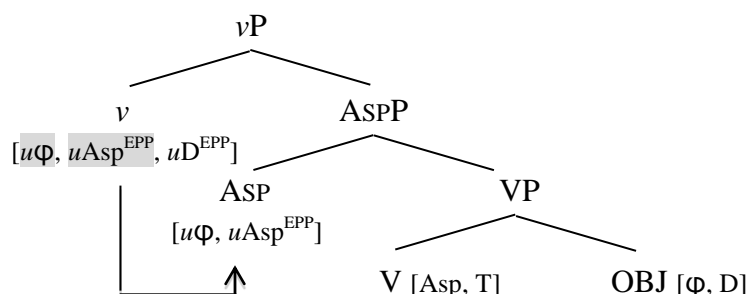 vP
v ASPP
[uφ, uAsp^EPP, uD^EPP]
ASP VP
[uφ, uAsp^EPP]
V [Asp, T] OBJ [φ, D]